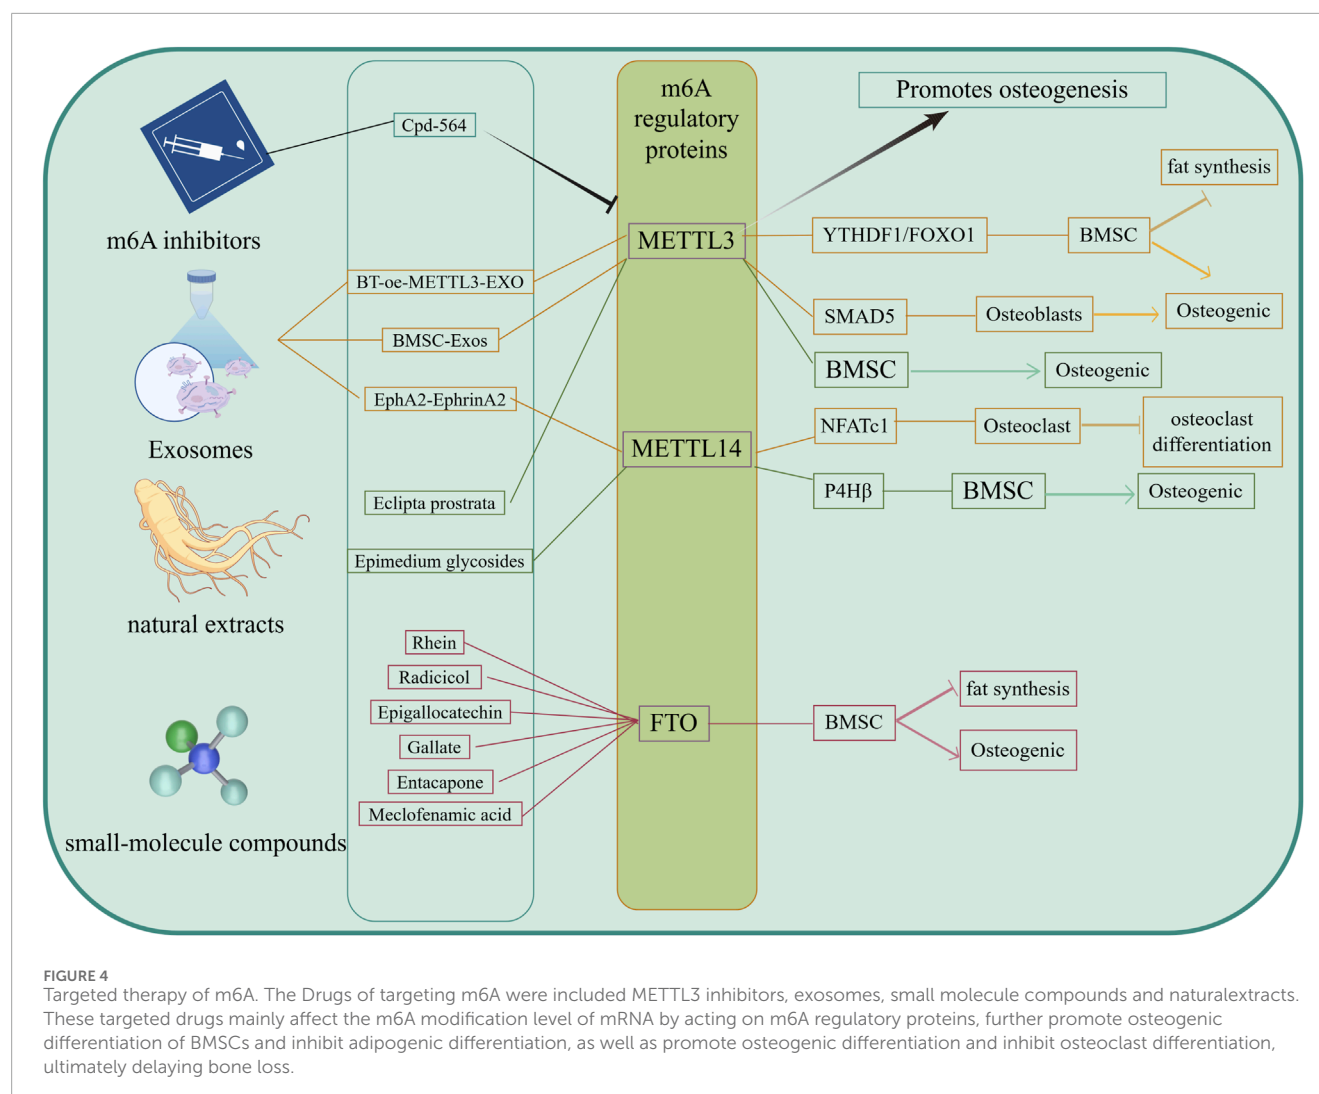 m6A inhibitors
Exosomes
natural extracts
small-molecule compounds
Cpd-564
BT-oe-METTL3-EXO
BMSC-Exos
EphA2-EphrinA2
Eclipta prostrata
Epimedium glycosides
Rhein
Radicicol
Epigallocatechin
Gallate
Entacapone
Meclofenamic acid
m6A
regulatory
proteins
METTL3
METTL14
FTO
Promotes osteogenesis
YTHDF1/FOXO1
BMSC
fat synthesis
SMAD5
Osteoblasts
Osteogenic
BMSC
Osteogenic
NFATc1
Osteoclast
osteoclast
differentiation
P4Hβ
BMSC
Osteogenic
BMSC
fat synthesis
Osteogenic
FIGURE 4
Targeted therapy of m6A. The Drugs of targeting m6A were included METTL3 inhibitors, exosomes, small molecule compounds and naturalextracts.
These targeted drugs mainly affect the m6A modification level of mRNA by acting on m6A regulatory proteins, further promote osteogenic
differentiation of BMSCs and inhibit adipogenic differentiation, as well as promote osteogenic differentiation and inhibit osteoclast differentiation,
ultimately delaying bone loss.